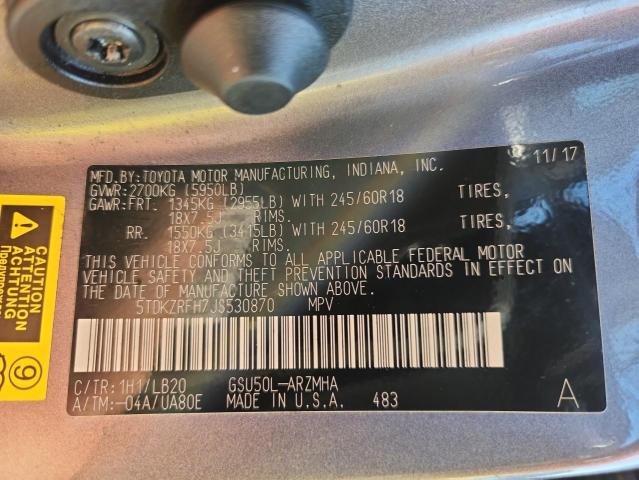 MFD.BY:TOYOTA MOTOR MANUFACTURING, INDIANA, INC. 11/17
GVWR:2700KG (5950LB)
GAWR:FRT. 1345KG (2955LB) WITH 245/60R18 TIRES,
18X7.5J RIMS.
RR. 1550KG (3415LB) WITH 245/60R18 TIRES,
18X7.5J RIMS.
THIS VEHICLE CONFORMS TO ALL APPLICABLE FEDERAL MOTOR
VEHICLE SAFETY AND THEFT PREVENTION STANDARDS IN EFFECT ON
THE DATE OF MANUFACTURE SHOWN ABOVE.
5TDKZRFH7JS530870 MPV
C/TR:1H1/LB20 GSU50L-ARZMHA
A/TM:-04A/UA80E MADE IN U.S.A. 483 A
CAUTION
ATTENTION
ACHTUNG
9